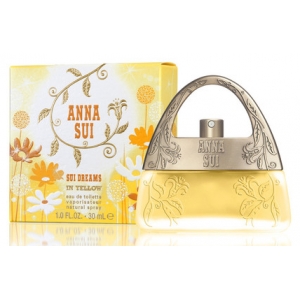 ANNA
SUI
SUI DREAMS
IN YELLOW
eau de toilette
vaporisateur
natural spray
1.0 FL.OZ. - 30 mL e
ANNA
SUI